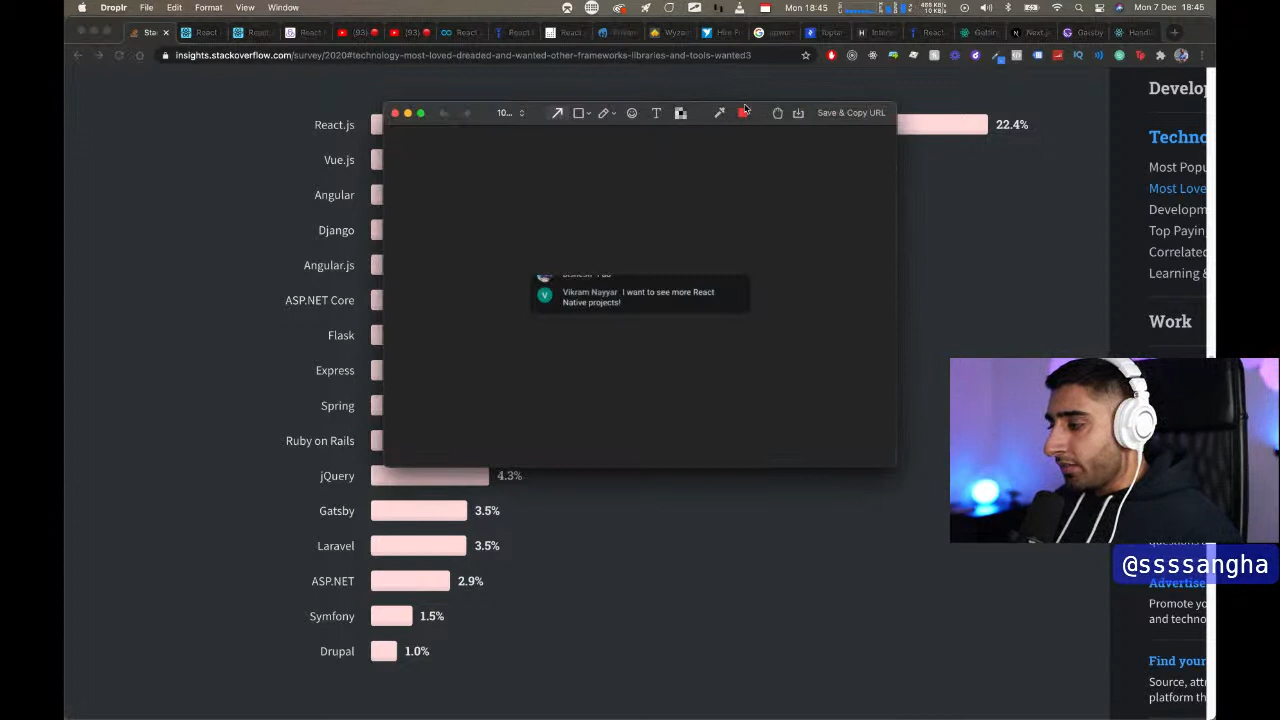 Droplr File Edit Format View Window
Mon 18:45
Mon 7 Dec 18:45
insights.stackoverflow.com/survey/2020#technology-most-loved-dreaded-and-wanted-other-frameworks-libraries-and-tools-wanted3
10...
Save & Copy URL
React.js
22.4%
Vue.js
Angular
Django
Angular.js
ASP.NET Core
Flask
Express
Spring
Ruby on Rails
jQuery
4.3%
Gatsby
3.5%
Laravel
3.5%
ASP.NET
2.9%
Symfony
1.5%
Drupal
1.0%
V
Vikram Nayyar I want to see more React
Native projects!
Develop
Techno
Most Popu
Most Love
Developm
Top Paying
Correlated
Learning &
Work
@ssssangha
Advertise
Promote yo
and techno
Find your
Source, attr
platform th